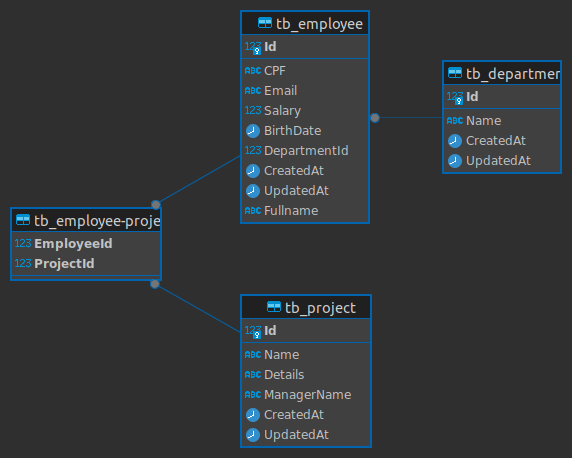 tb_employee
123 Id
ABC CPF
ABC Email
123 Salary
BirthDate
123 DepartmentId
CreatedAt
UpdatedAt
ABC Fullname
tb_departmen
123 Id
ABC Name
CreatedAt
UpdatedAt
tb_employee-proje
123 EmployeeId
123 ProjectId
tb_project
123 Id
ABC Name
ABC Details
ABC ManagerName
CreatedAt
UpdatedAt